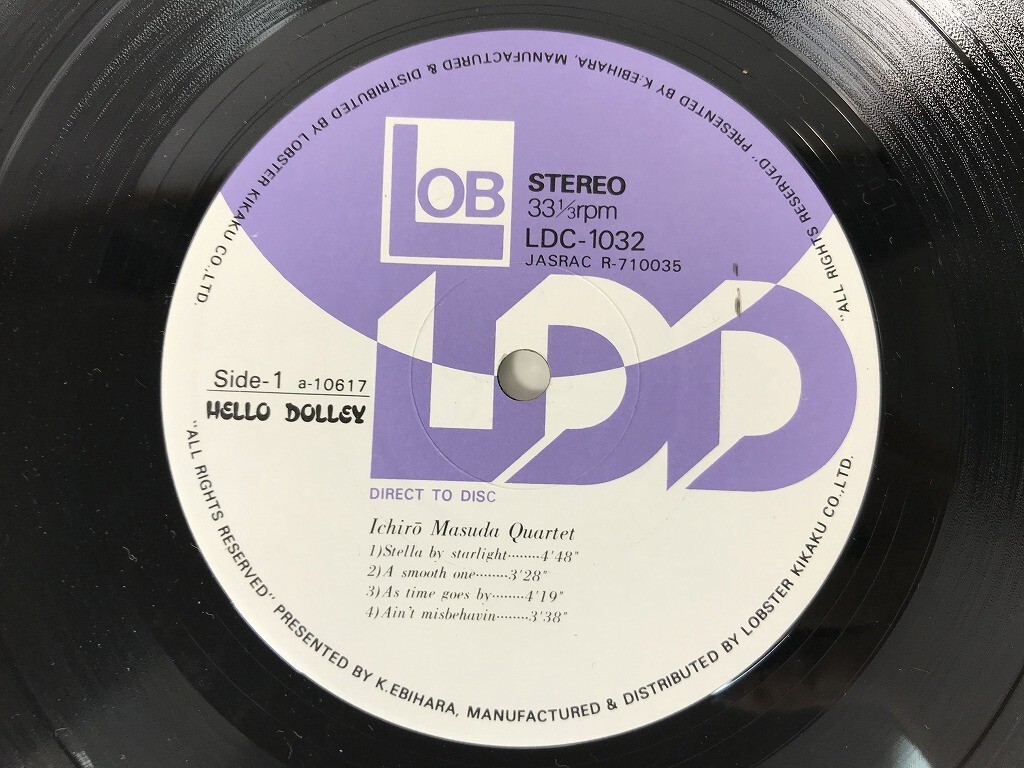 "ALL RIGHTS RESERVED" PRESENTED BY K.EBIHARA, MANUFACTURED & DISTRIBUTED BY LOBSTER KIKAKU CO.,LTD.
LOB
STEREO
33⅓rpm
LDC-1032
JASRAC R-710035
LDD
Side-1 a-10617
HELLO DOLLEY
DIRECT TO DISC
Ichirō Masuda Quartet
1)Stella by starlight········4'48"
2)A smooth one········3'28"
3)As time goes by········4'19"
4)Ain't misbehavin········3'38"
"ALL RIGHTS RESERVED" PRESENTED BY K.EBIHARA, MANUFACTURED & DISTRIBUTED BY LOBSTER KIKAKU CO.,LTD.